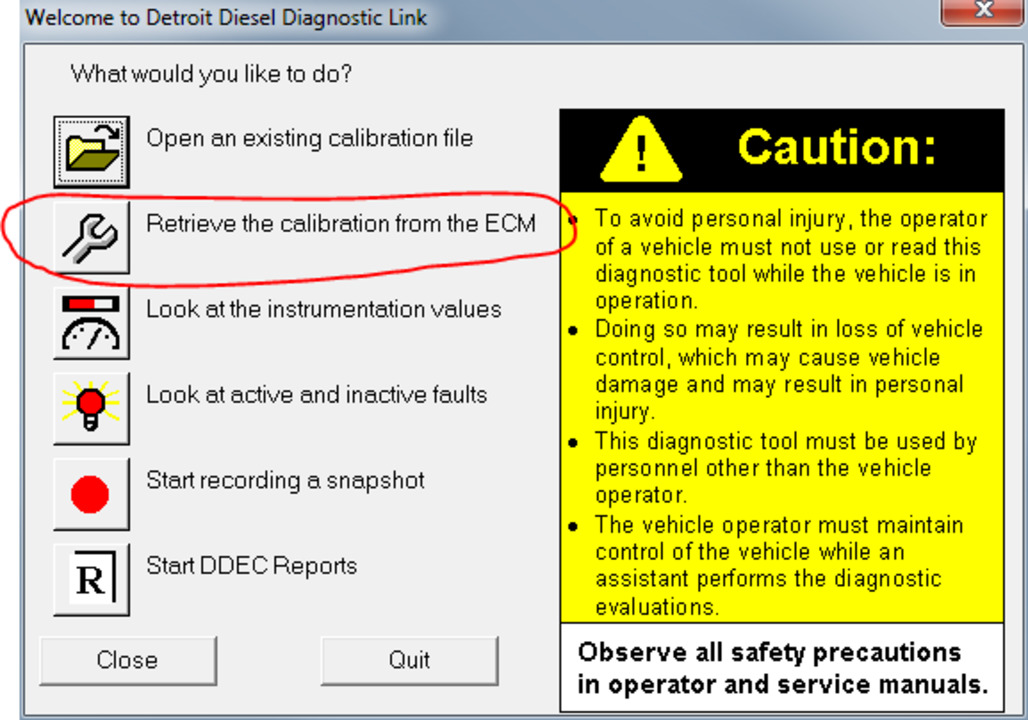 Welcome to Detroit Diesel Diagnostic Link
x
What would you like to do?
Open an existing calibration file
Retrieve the calibration from the ECM
Look at the instrumentation values
Look at active and inactive faults
Start recording a snapshot
R
Start DDEC Reports
Close
Quit
!
Caution:
• To avoid personal injury, the operator
of a vehicle must not use or read this
diagnostic tool while the vehicle is in
operation.
• Doing so may result in loss of vehicle
control, which may cause vehicle
damage and may result in personal
injury.
• This diagnostic tool must be used by
personnel other than the vehicle
operator.
• The vehicle operator must maintain
control of the vehicle while an
assistant performs the diagnostic
evaluations.
Observe all safety precautions
in operator and service manuals.